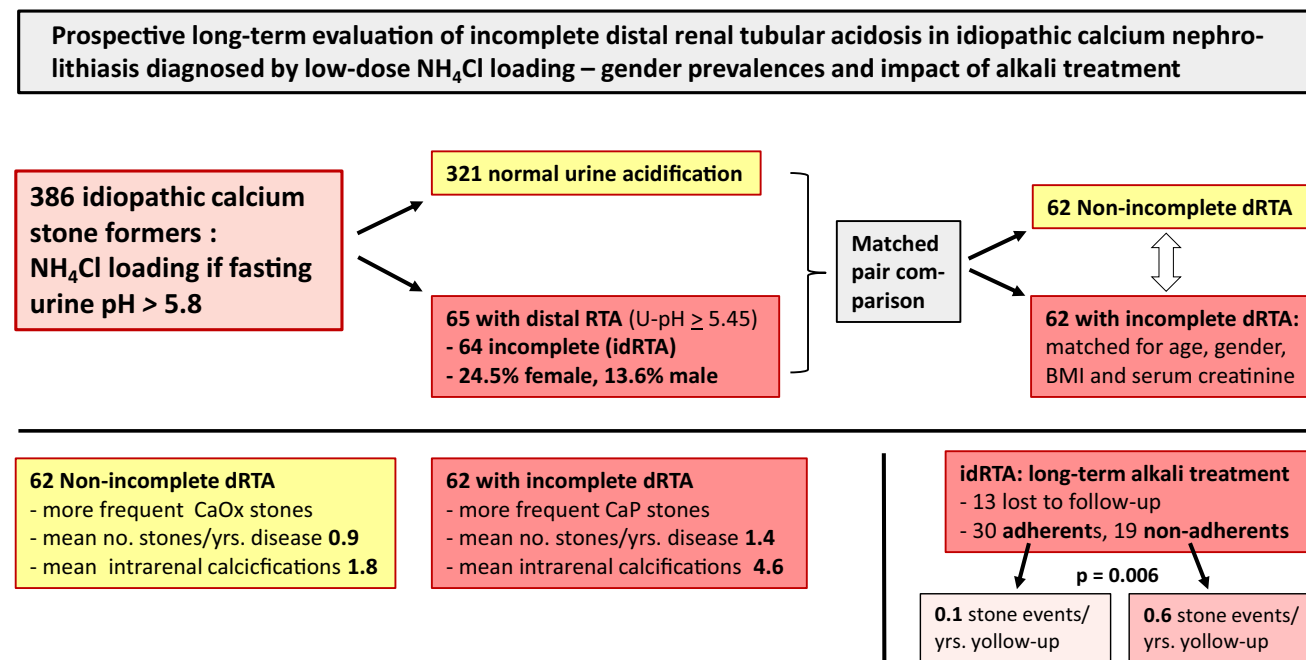 Prospective long-term evaluation of incomplete distal renal tubular acidosis in idiopathic calcium nephro-
lithiasis diagnosed by low-dose NH₄Cl loading – gender prevalences and impact of alkali treatment
386 idiopathic calcium
stone formers :
NH₄Cl loading if fasting
urine pH > 5.8
321 normal urine acidification
65 with distal RTA (U-pH ≥ 5.45)
- 64 incomplete (idRTA)
- 24.5% female, 13.6% male
Matched
pair com-
parison
62 Non-incomplete dRTA
62 with incomplete dRTA:
matched for age, gender,
BMI and serum creatinine
62 Non-incomplete dRTA
- more frequent CaOx stones
- mean no. stones/yrs. disease 0.9
- mean intrarenal calcicfications 1.8
62 with incomplete dRTA
- more frequent CaP stones
- mean no. stones/yrs. disease 1.4
- mean intrarenal calcifications 4.6
idRTA: long-term alkali treatment
- 13 lost to follow-up
- 30 adherents, 19 non-adherents
p = 0.006
0.1 stone events/
yrs. yollow-up
0.6 stone events/
yrs. yollow-up